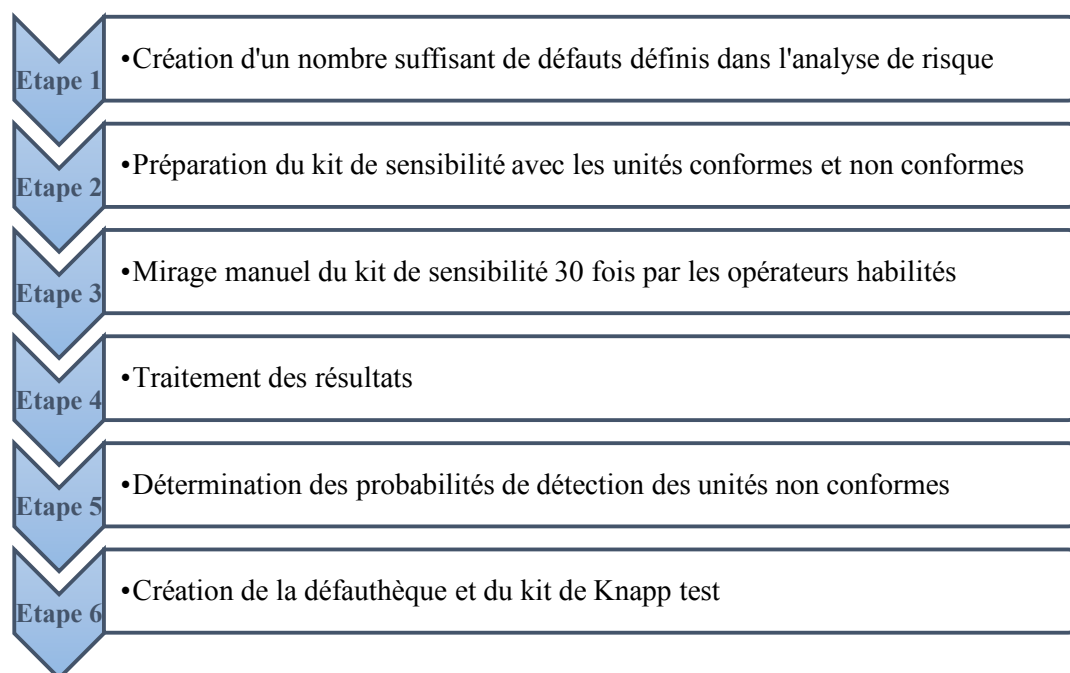 Etape 1
•Création d'un nombre suffisant de défauts définis dans l'analyse de risque
Etape 2
•Préparation du kit de sensibilité avec les unités conformes et non conformes
Etape 3
•Mirage manuel du kit de sensibilité 30 fois par les opérateurs habilités
Etape 4
•Traitement des résultats
Etape 5
•Détermination des probabilités de détection des unités non conformes
Etape 6
•Création de la défauthèque et du kit de Knapp test